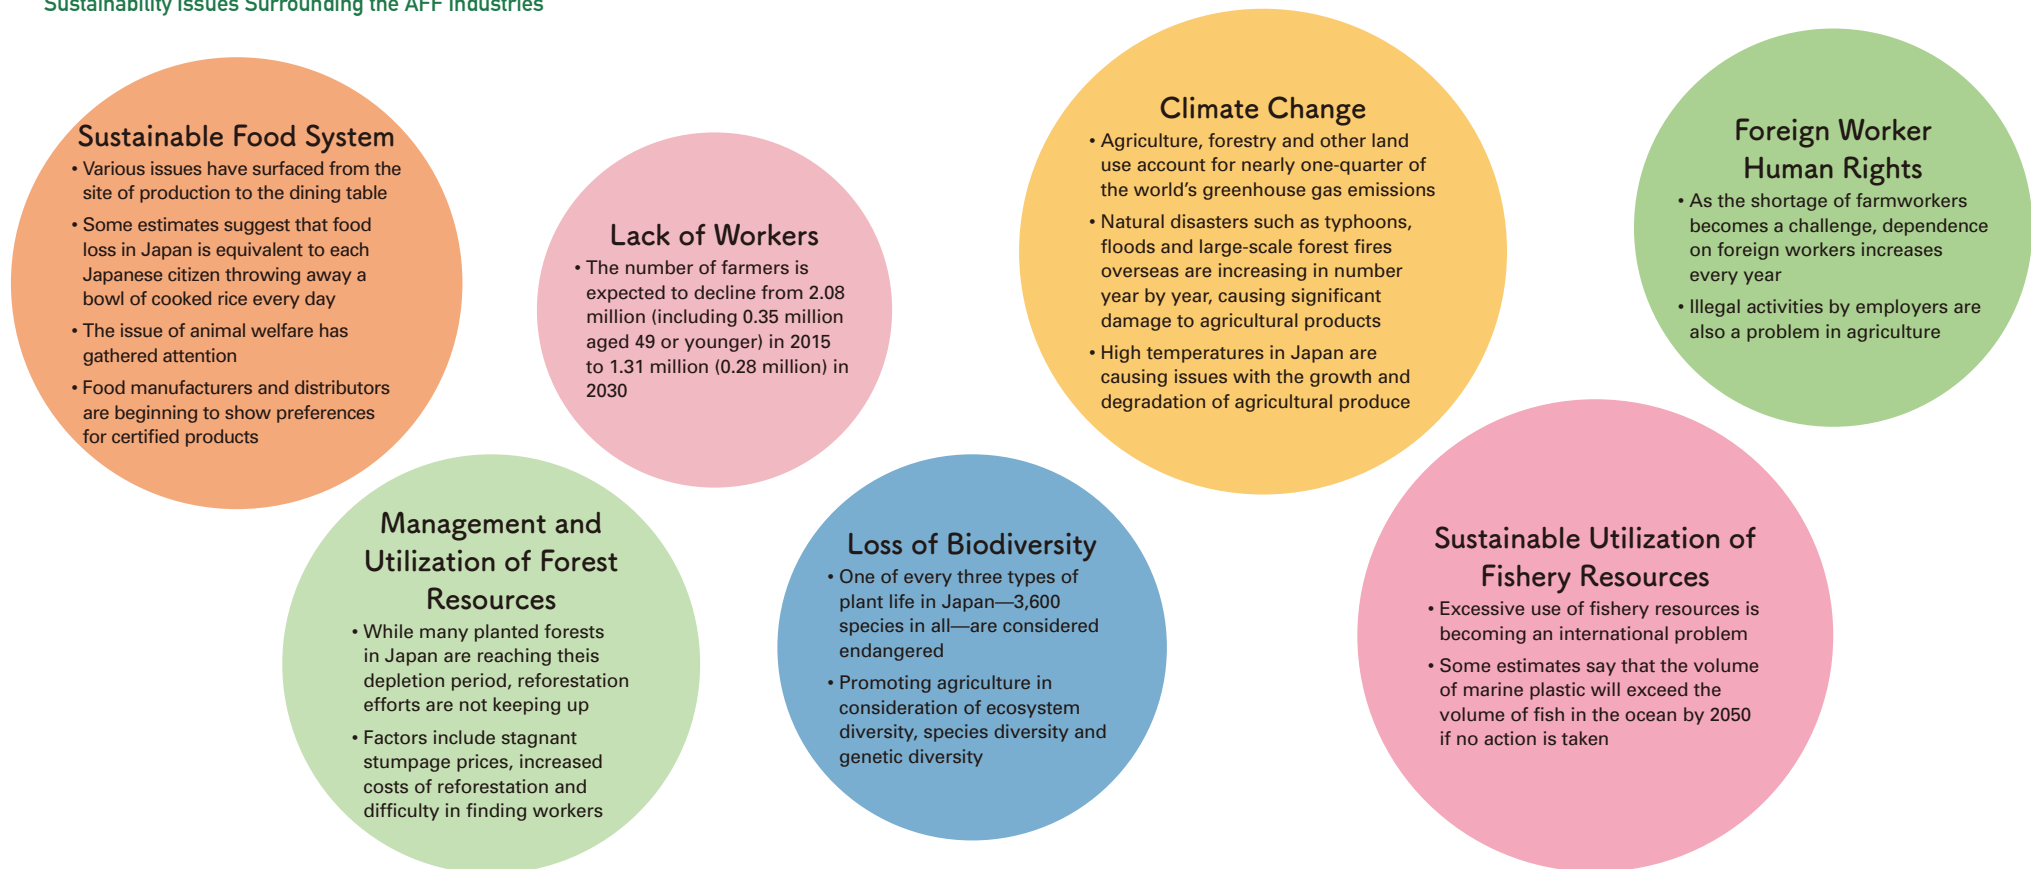 Sustainability Issues Surrounding the AFF Industries
Sustainable Food System
• Various issues have surfaced from the
site of production to the dining table
• Some estimates suggest that food
loss in Japan is equivalent to each
Japanese citizen throwing away a
bowl of cooked rice every day
• The issue of animal welfare has
gathered attention
• Food manufacturers and distributors
are beginning to show preferences
for certified products
Lack of Workers
• The number of farmers is
expected to decline from 2.08
million (including 0.35 million
aged 49 or younger) in 2015
to 1.31 million (0.28 million) in
2030
Climate Change
• Agriculture, forestry and other land
use account for nearly one-quarter of
the world's greenhouse gas emissions
• Natural disasters such as typhoons,
floods and large-scale forest fires
overseas are increasing in number
year by year, causing significant
damage to agricultural products
• High temperatures in Japan are
causing issues with the growth and
degradation of agricultural produce
Foreign Worker
Human Rights
• As the shortage of farmworkers
becomes a challenge, dependence
on foreign workers increases
every year
• Illegal activities by employers are
also a problem in agriculture
Management and
Utilization of Forest
Resources
• While many planted forests
in Japan are reaching theis
depletion period, reforestation
efforts are not keeping up
• Factors include stagnant
stumpage prices, increased
costs of reforestation and
difficulty in finding workers
Loss of Biodiversity
• One of every three types of
plant life in Japan—3,600
species in all—are considered
endangered
• Promoting agriculture in
consideration of ecosystem
diversity, species diversity and
genetic diversity
Sustainable Utilization of
Fishery Resources
• Excessive use of fishery resources is
becoming an international problem
• Some estimates say that the volume
of marine plastic will exceed the
volume of fish in the ocean by 2050
if no action is taken